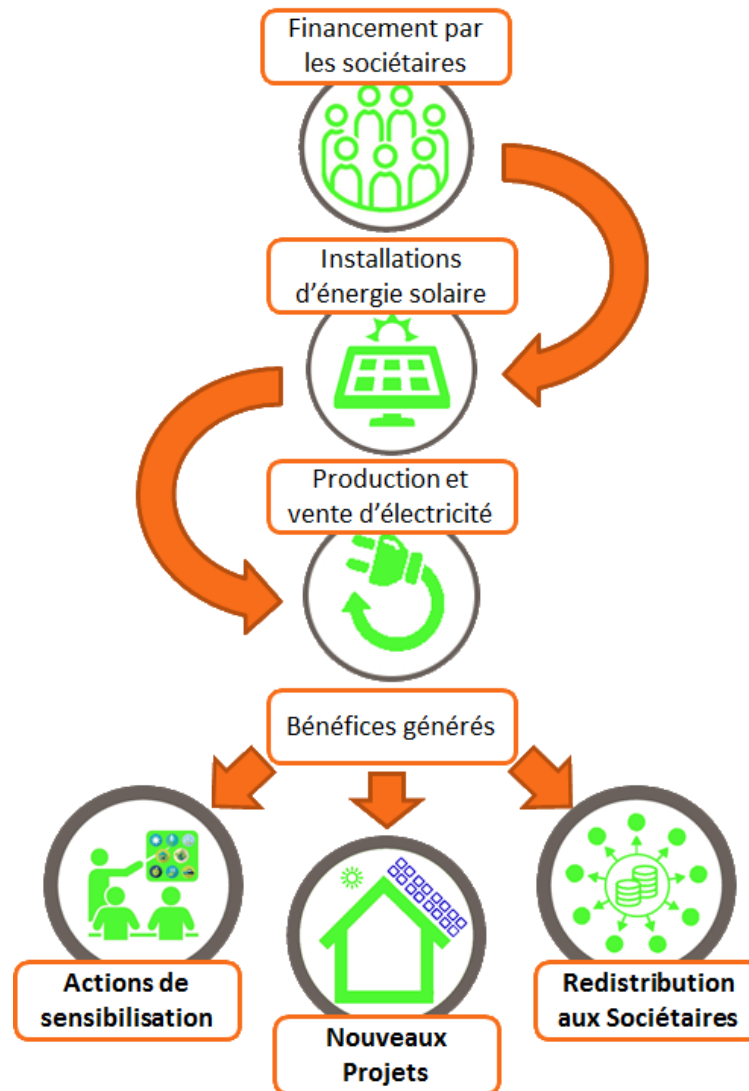 Financement par
les sociétaires
Installations
d’énergie solaire
Production et
vente d’électricité
Bénéfices générés
Actions de
sensibilisation
Nouveaux
Projets
Redistribution
aux Sociétaires